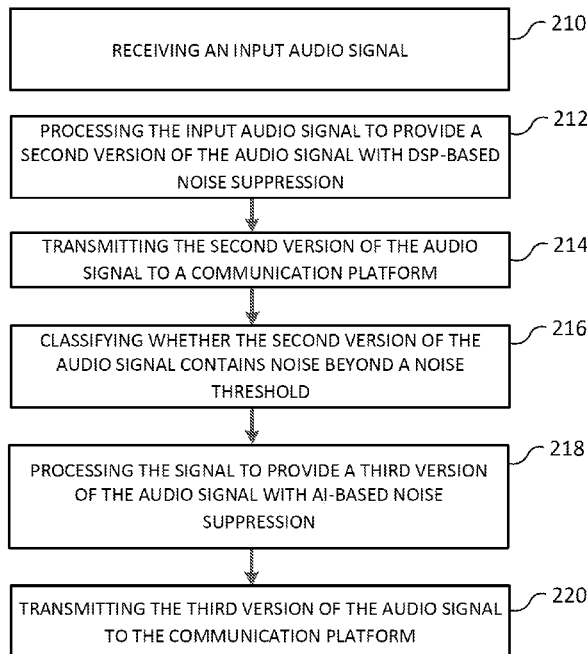 210
RECEIVING AN INPUT AUDIO SIGNAL
212
PROCESSING THE INPUT AUDIO SIGNAL TO PROVIDE A
SECOND VERSION OF THE AUDIO SIGNAL WITH DSP-BASED
NOISE SUPPRESSION
214
TRANSMITTING THE SECOND VERSION OF THE AUDIO
SIGNAL TO A COMMUNICATION PLATFORM
216
CLASSIFYING WHETHER THE SECOND VERSION OF THE
AUDIO SIGNAL CONTAINS NOISE BEYOND A NOISE
THRESHOLD
218
PROCESSING THE SIGNAL TO PROVIDE A THIRD VERSION
OF THE AUDIO SIGNAL WITH AI-BASED NOISE
SUPPRESSION
220
TRANSMITTING THE THIRD VERSION OF THE AUDIO SIGNAL
TO THE COMMUNICATION PLATFORM